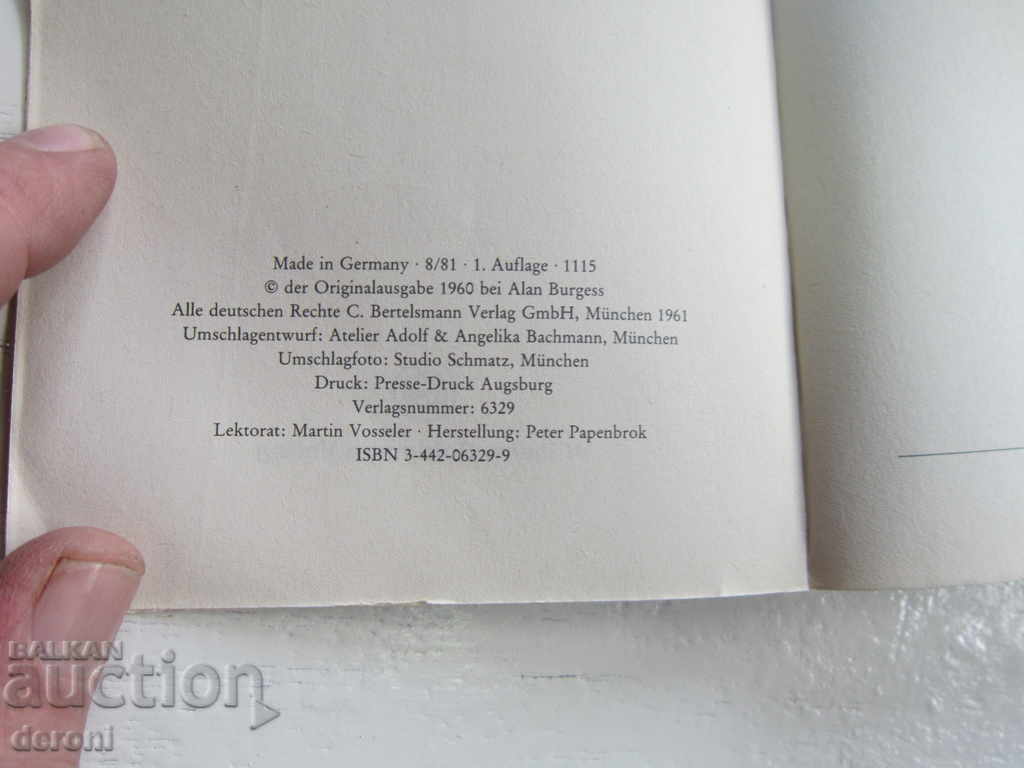 Made in Germany · 8/81 · 1. Auflage · 1115
© der Originalausgabe 1960 bei Alan Burgess
Alle deutschen Rechte C. Bertelsmann Verlag GmbH, München 1961
Umschlagentwurf: Atelier Adolf & Angelika Bachmann, München
Umschlagfoto: Studio Schmatz, München
Druck: Presse-Druck Augsburg
Verlagsnummer: 6329
Lektorat: Martin Vosseler · Herstellung: Peter Papenbrok
ISBN 3-442-06329-9
BALKAN
auction
deroni